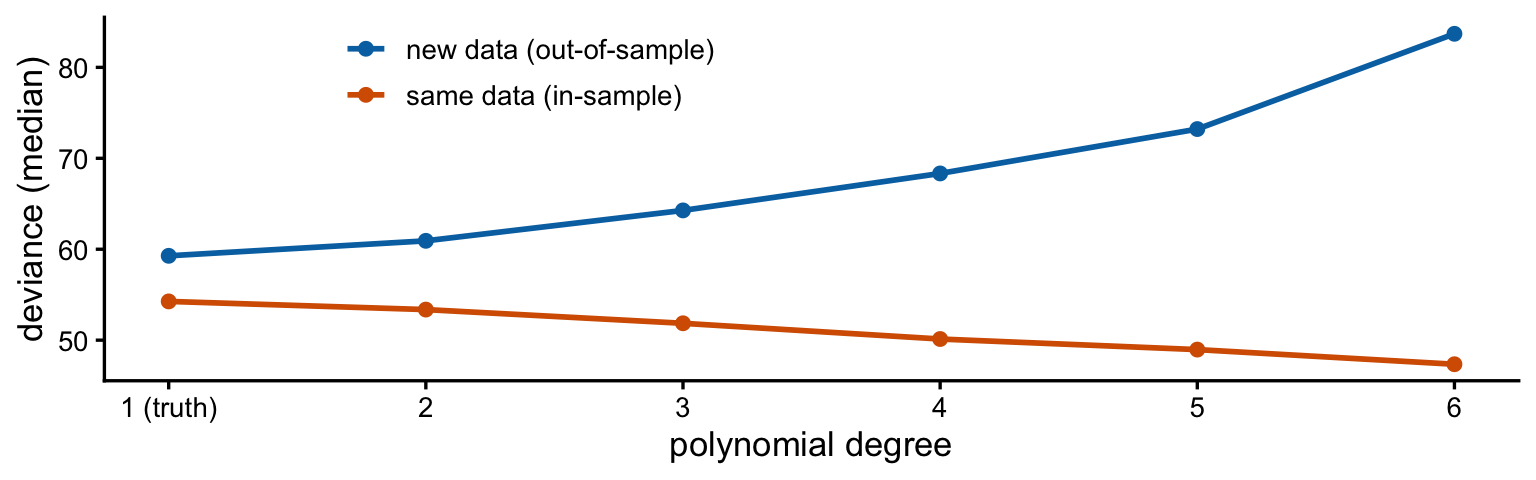 new data (out-of-sample)
same data (in-sample)
deviance (median)
80
70
60
50
1 (truth) 2 3 4 5 6
polynomial degree